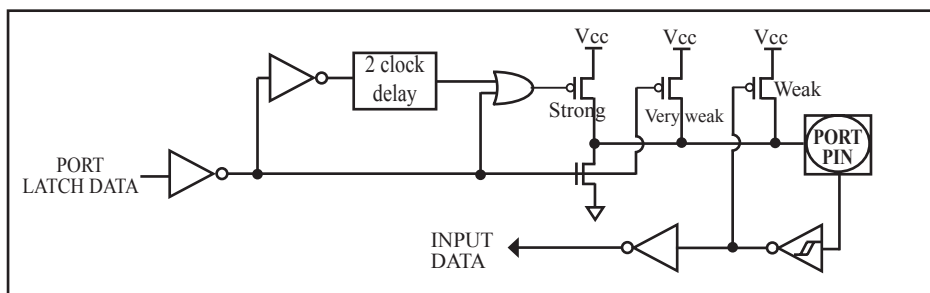 Vcc
Vcc
Vcc
2 clock
delay
Strong
Very weak
Weak
PORT
PIN
PORT
LATCH DATA
INPUT
DATA